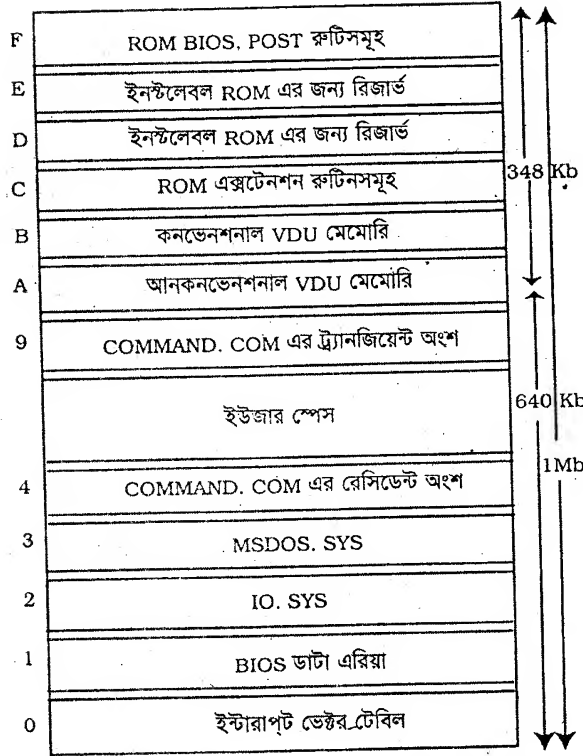 F ROM BIOS, POST রুটিসমূহ
E ইনস্টলেবল ROM এর জন্য রিজার্ভ
D ইনস্টলেবল ROM এর জন্য রিজার্ভ
348 Kb
C ROM এক্সটেনশন রুটিনসমূহ
B কনভেনশনাল VDU মেমোরি
A আনকনভেনশনাল VDU মেমোরি
9 COMMAND. COM এর ট্র্যানজিয়েন্ট অংশ
640 Kb
ইউজার স্পেস
1Mb
4 COMMAND. COM এর রেসিডেন্ট অংশ
3 MSDOS. SYS
2 IO. SYS
1 BIOS ডাটা এরিয়া
0 ইন্টারাপ্ট ভেক্টর টেবিল